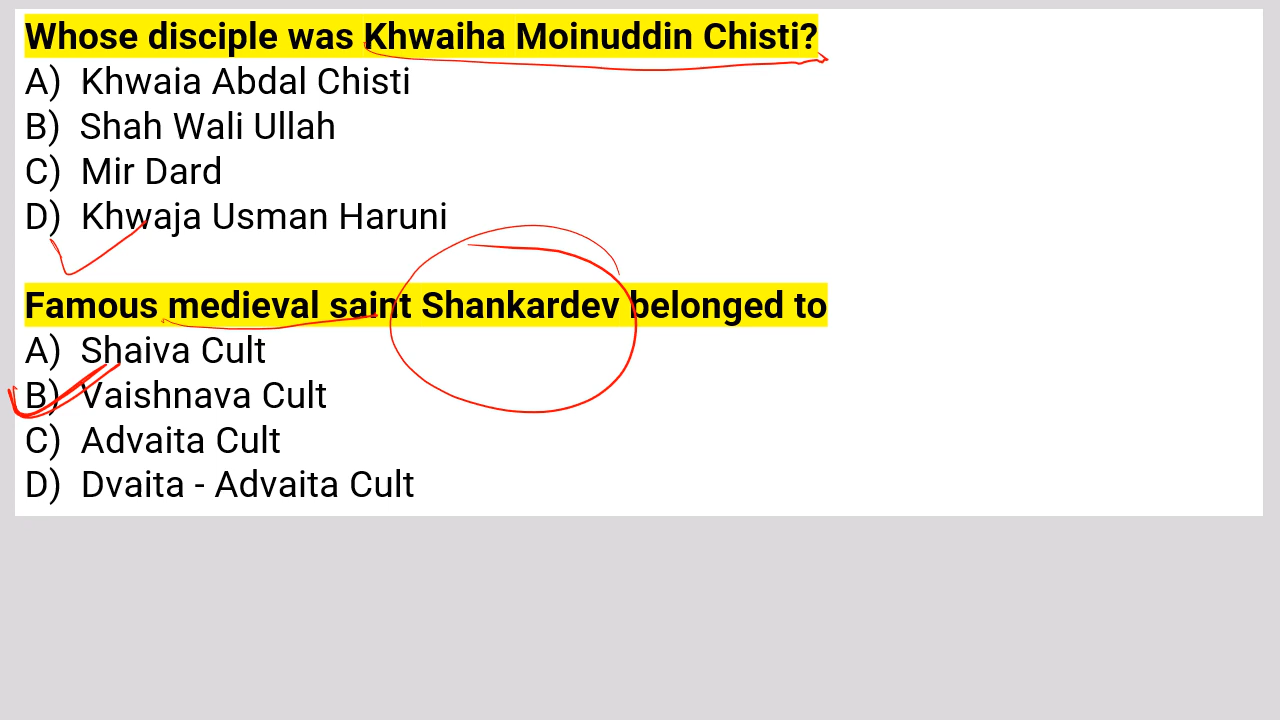 Whose disciple was Khwaiha Moinuddin Chisti?
A) Khwaia Abdal Chisti
B) Shah Wali Ullah
C) Mir Dard
D) Khwaja Usman Haruni
Famous medieval saint Shankardev belonged to
A) Shaiva Cult
B) Vaishnava Cult
C) Advaita Cult
D) Dvaita - Advaita Cult